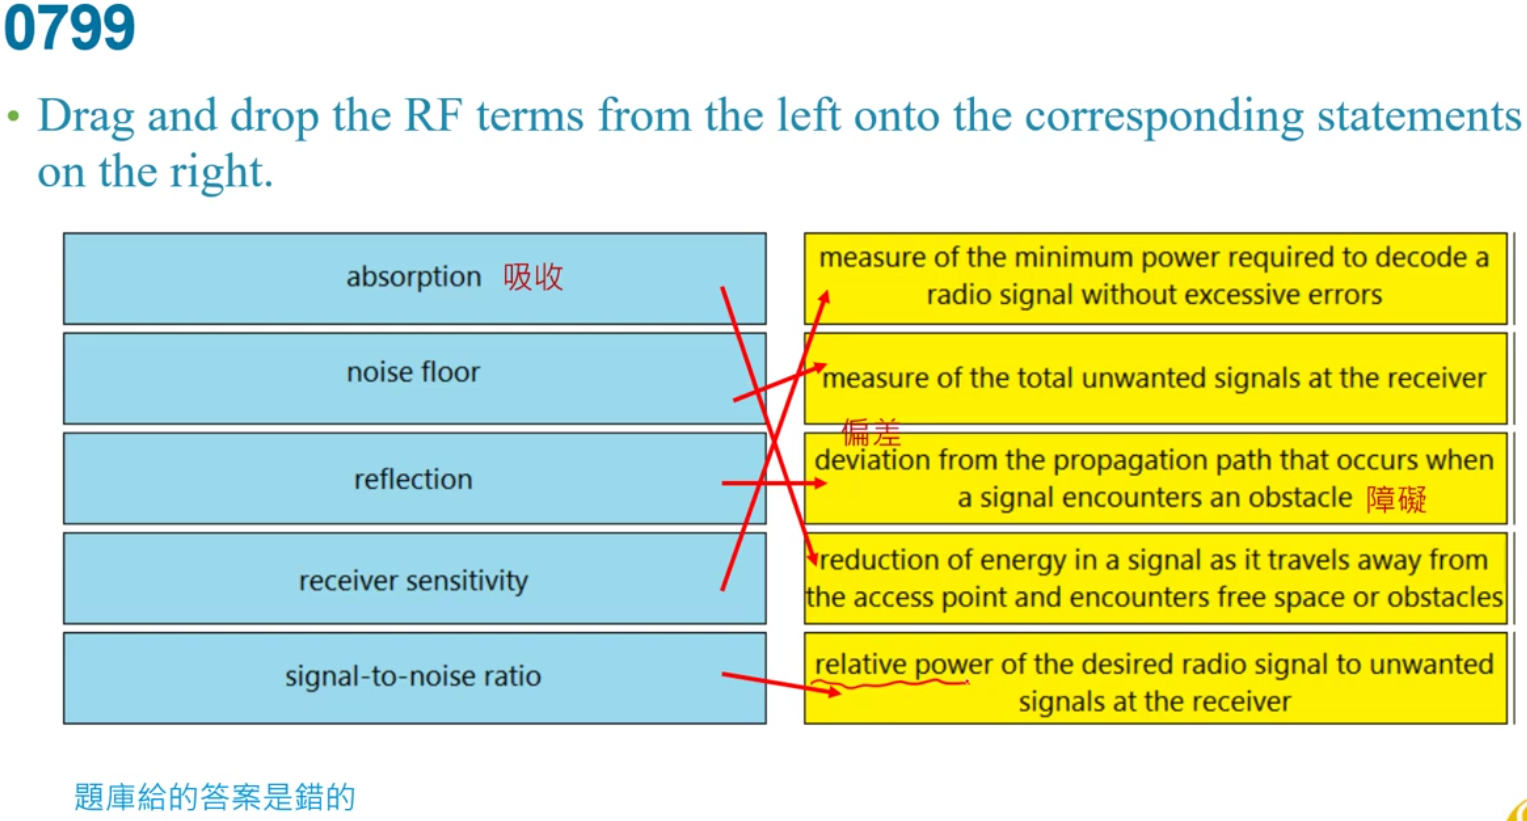 0799
• Drag and drop the RF terms from the left onto the corresponding statements
on the right.
absorption 吸收
measure of the minimum power required to decode a
radio signal without excessive errors
noise floor
measure of the total unwanted signals at the receiver
偏差
reflection
deviation from the propagation path that occurs when
a signal encounters an obstacle 障礙
receiver sensitivity
reduction of energy in a signal as it travels away from
the access point and encounters free space or obstacles
signal-to-noise ratio
relative power of the desired radio signal to unwanted
signals at the receiver
題庫給的答案是錯的